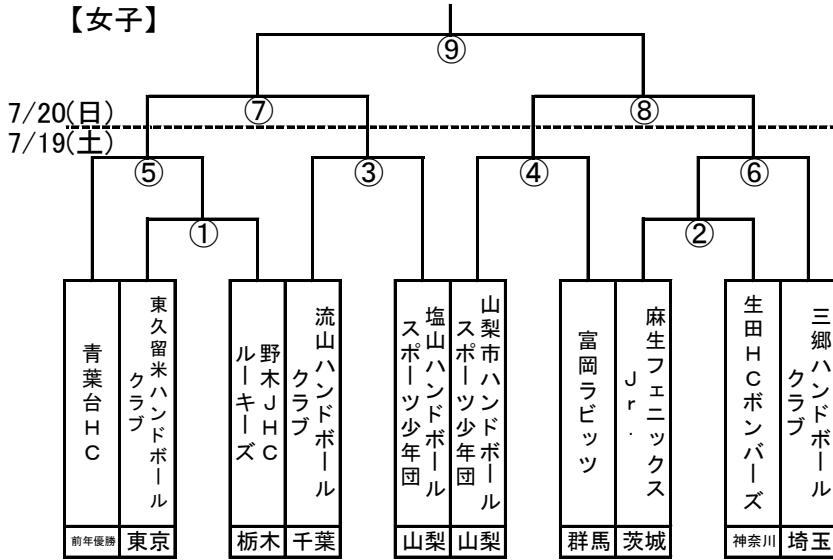 【女子】
⑨
7/20(日)
⑦
⑧
7/19(土)
⑤
③
④
⑥
①
②
青葉台HC
東久留米ハンドボール
クラブ
野木JHC
ルーキーズ
流山ハンドボール
クラブ
塩山ハンドボール
スポーツ少年団
山梨市ハンドボール
スポーツ少年団
富岡ラビッツ
麻生フェニックス
Jr.
生田HCボンバーズ
三郷ハンドボール
クラブ
前年優勝
東京
栃木
千葉
山梨
山梨
群馬
茨城
神奈川
埼玉